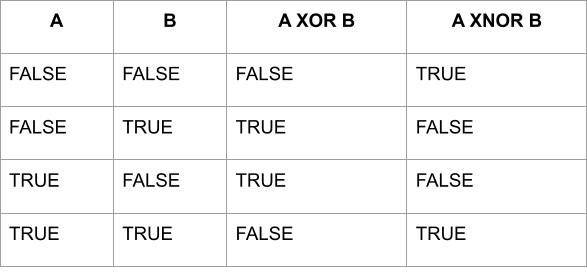 A B A XOR B A XNOR B
FALSE FALSE FALSE TRUE
FALSE TRUE TRUE FALSE
TRUE FALSE TRUE FALSE
TRUE TRUE FALSE TRUE